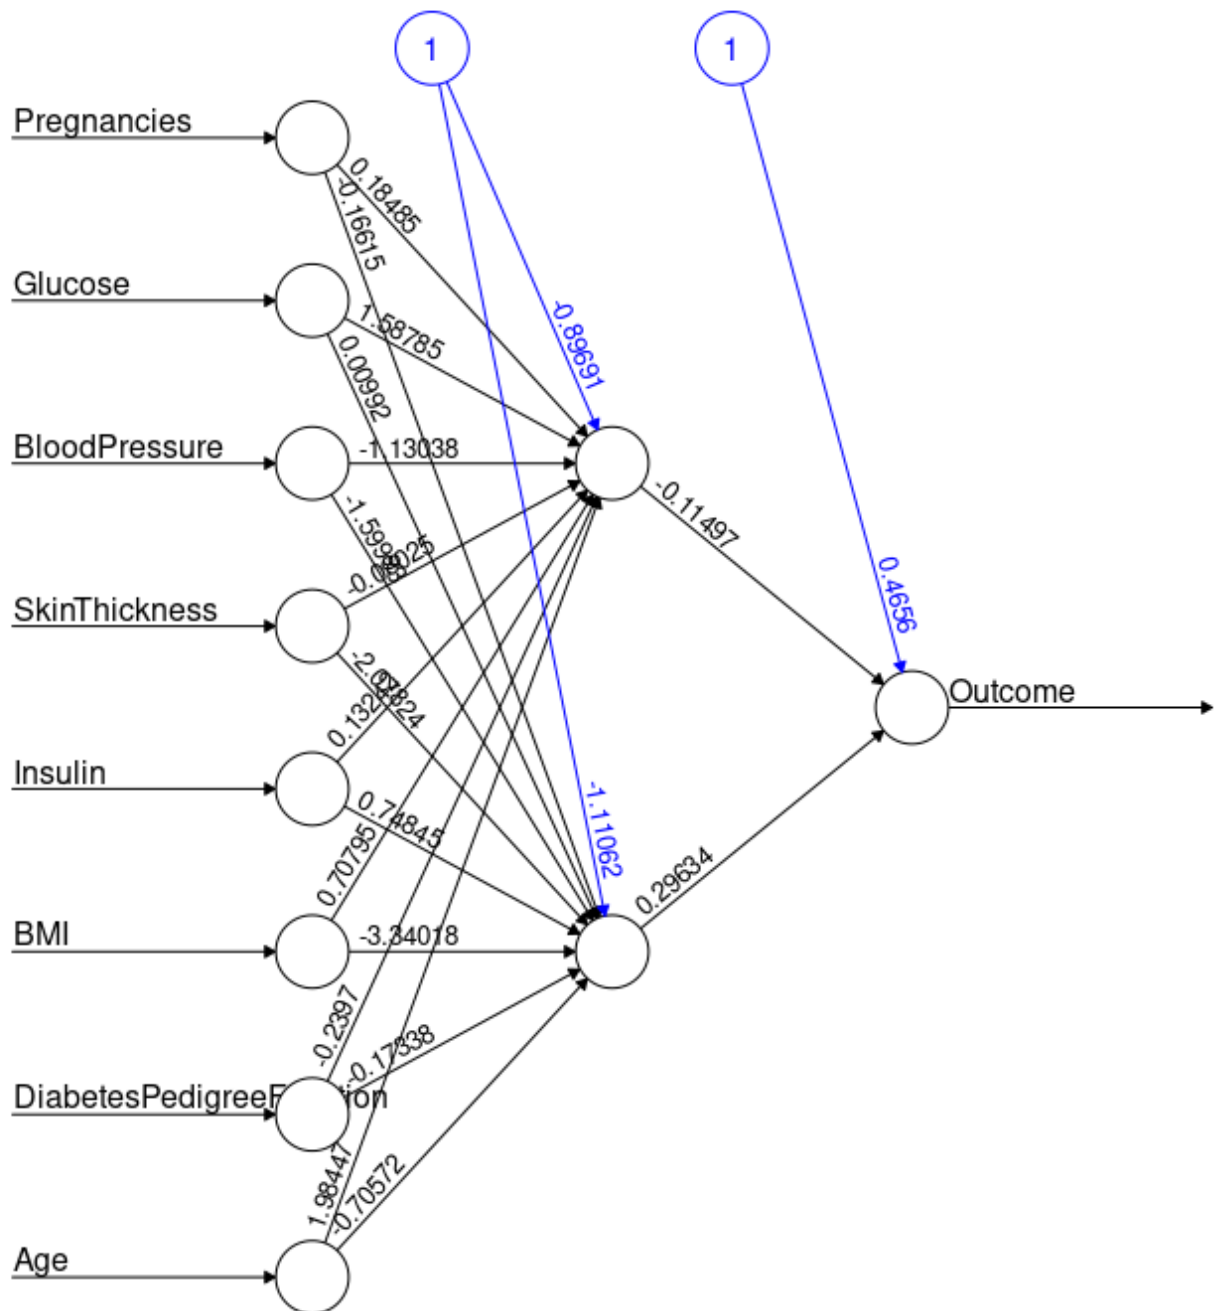 1
1
Pregnancies
0.18485
-0.16615
Glucose
1.58785
0.00992
-0.89691
BloodPressure
-1.13038
-0.11497
SkinThickness
0.4656
Outcome
Insulin
0.74845
-1.11062
0.70795
0.29634
BMI
-3.34018
-0.2397
-0.17338
1.98447
-0.70572
Age